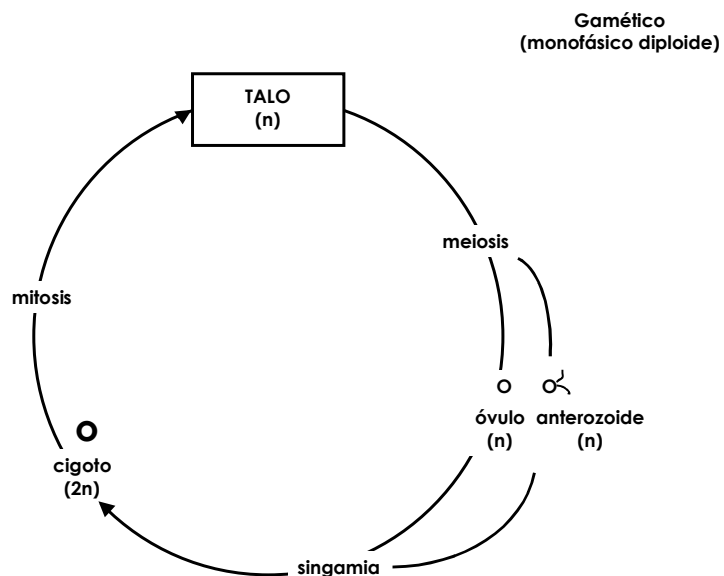 Gamético
(monofásico diploide)
TALO
(n)
meiosis
mitosis
óvulo
(n)
anterozoide
(n)
cigoto
(2n)
singamia